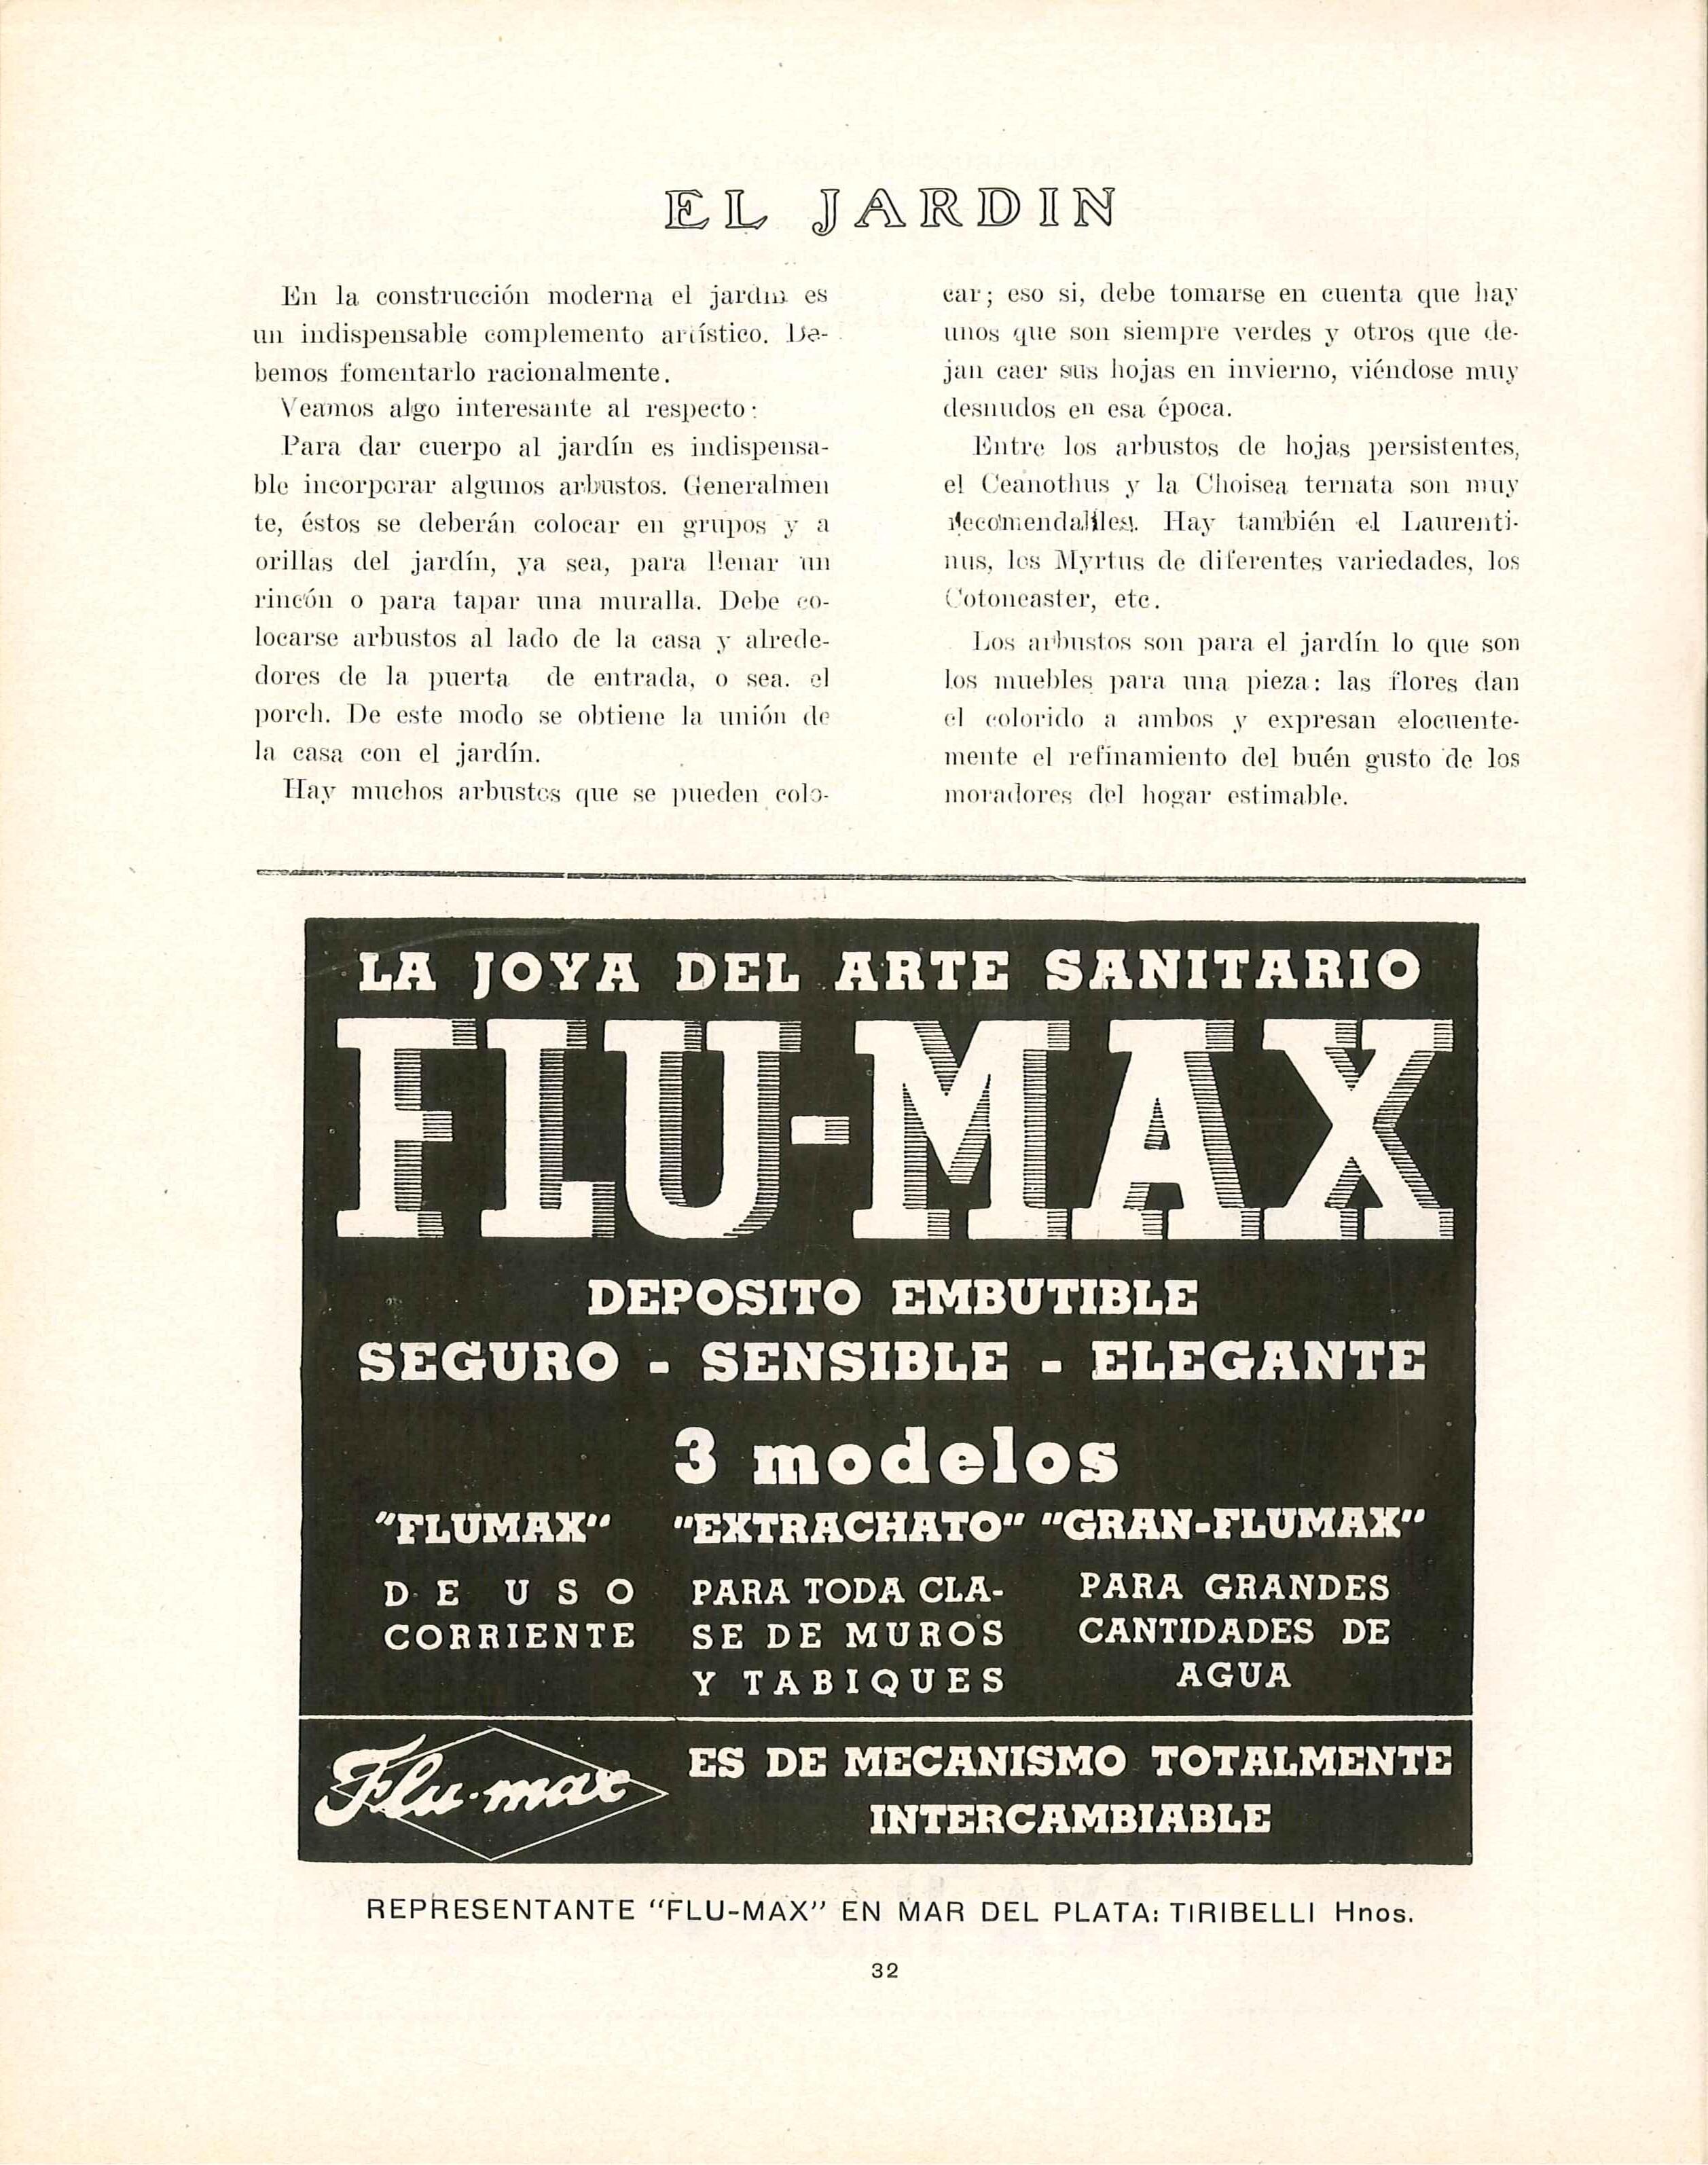 EL JARDIN
En la construcción moderna el jardin es
un indispensable complemento artístico. De-
bemos fomentarlo racionalmente.
Veamos algo interesante al respecto:
Para dar cuerpo al jardín es indispensa-
ble incorporar algunos arbustos. Generalmen
te, éstos se deberán colocar en grupos y a
orillas del jardín, ya sea, para llenar un
rincón o para tapar una muralla. Debe co-
locarse arbustos al lado de la casa y alrede-
dores de la puerta de entrada, o sea. el
porch. De este modo se obtiene la unión de
la casa con el jardín.
Hay muchos arbustos que se pueden colo-
car; eso si, debe tomarse en cuenta que hay
unos que son siempre verdes y otros que de-
jan caer sus hojas en invierno, viéndose muy
desnudos en esa época.
Entre los arbustos de hojas persistentes,
el Ceanothus y la Choisea ternata son muy
recomendables. Hay también el Laurenti-
nus, los Myrtus de diferentes variedades, los
Cotoneaster, etc.
Los arbustos son para el jardín lo que son
los muebles para una pieza: las flores dan
el colorido a ambos y expresan elocuente-
mente el refinamiento del buén gusto de los
moradores del hogar estimable.
LA JOYA DEL ARTE SANITARIO
FLU-MAX
DEPOSITO EMBUTIBLE
SEGURO - SENSIBLE - ELEGANTE
3 modelos
"FLUMAX"
DE USO
CORRIENTE
"EXTRACHATO"
PARA TODA CLA-
SE DE MUROS
Y TABIQUES
"GRAN-FLUMAX"
PARA GRANDES
CANTIDADES DE
AGUA
Flu-max
ES DE MECANISMO TOTALMENTE
INTERCAMBIABLE
REPRESENTANTE "FLU-MAX" EN MAR DEL PLATA: TIRIBELLI Hnos.
32